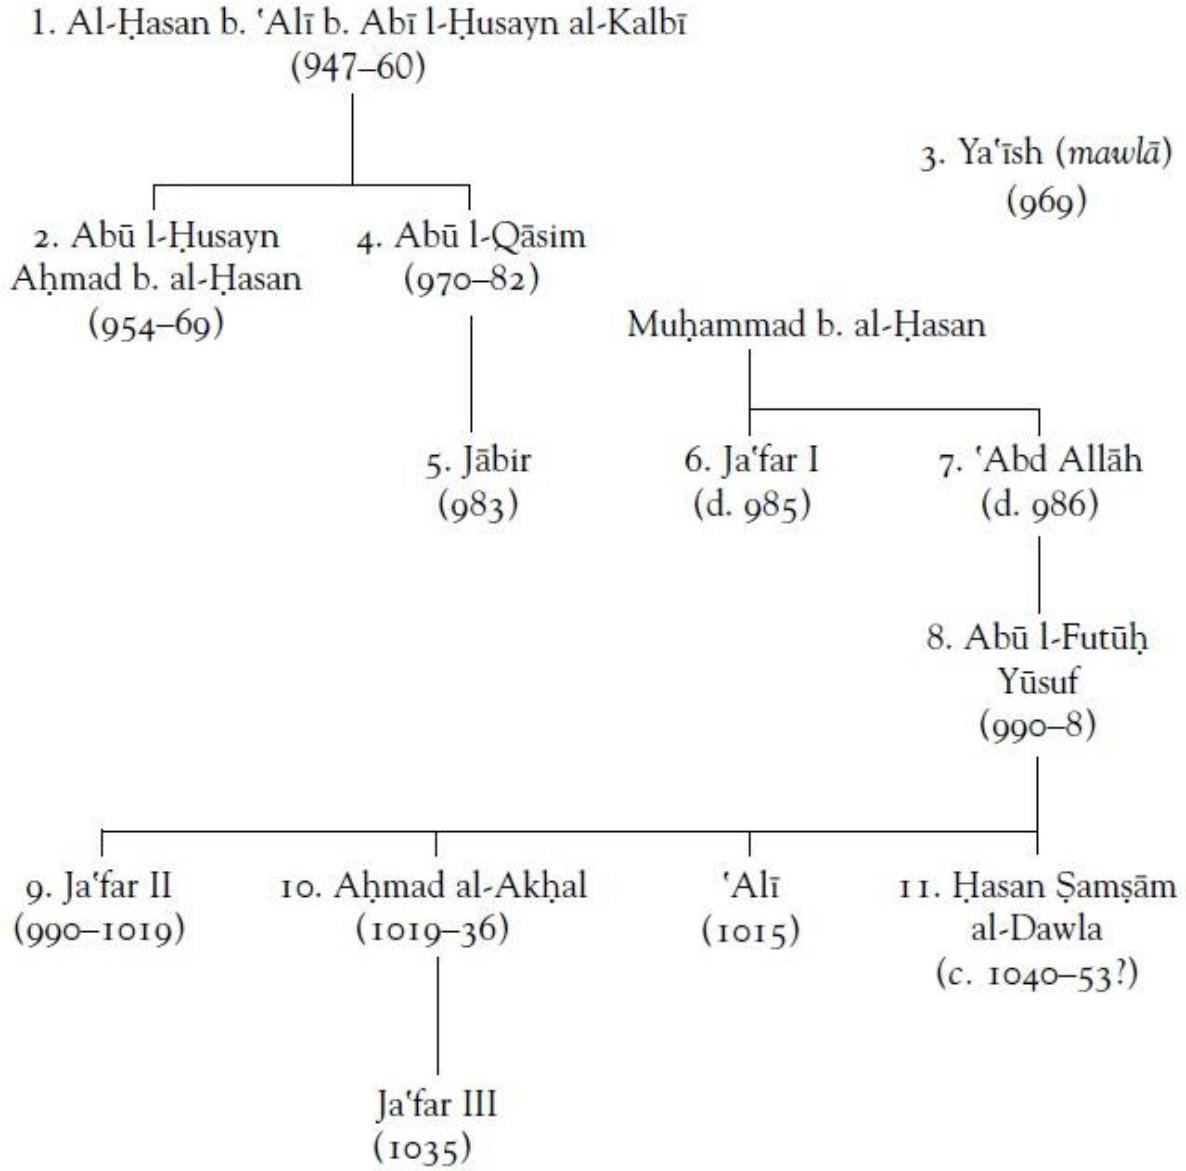 1. Al-Ḥasan b. ʿAlī b. Abī l-Ḥusayn al-Kalbī
(947–60)
3. Yaʿīsh (mawlā)
(969)
2. Abū l-Ḥusayn
Aḥmad b. al-Ḥasan
(954–69)
4. Abū l-Qāsim
(970–82)
Muḥammad b. al-Ḥasan
5. Jābir
(983)
6. Jaʿfar I
(d. 985)
7. ʿAbd Allāh
(d. 986)
8. Abū l-Futūḥ
Yūsuf
(990–8)
9. Jaʿfar II
(990–1019)
10. Aḥmad al-Akḥal
(1019–36)
ʿAlī
(1015)
11. Ḥasan Ṣamṣām
al-Dawla
(c. 1040–53?)
Jaʿfar III
(1035)